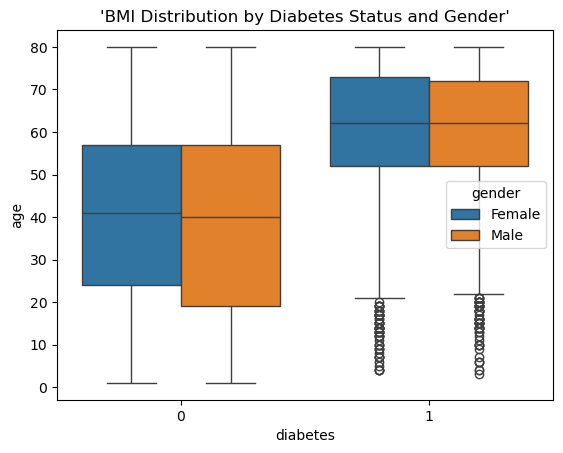 'BMI Distribution by Diabetes Status and Gender'
80
70
60
50
40
30
20
10
0
age
gender
Female
Male
0
1
diabetes